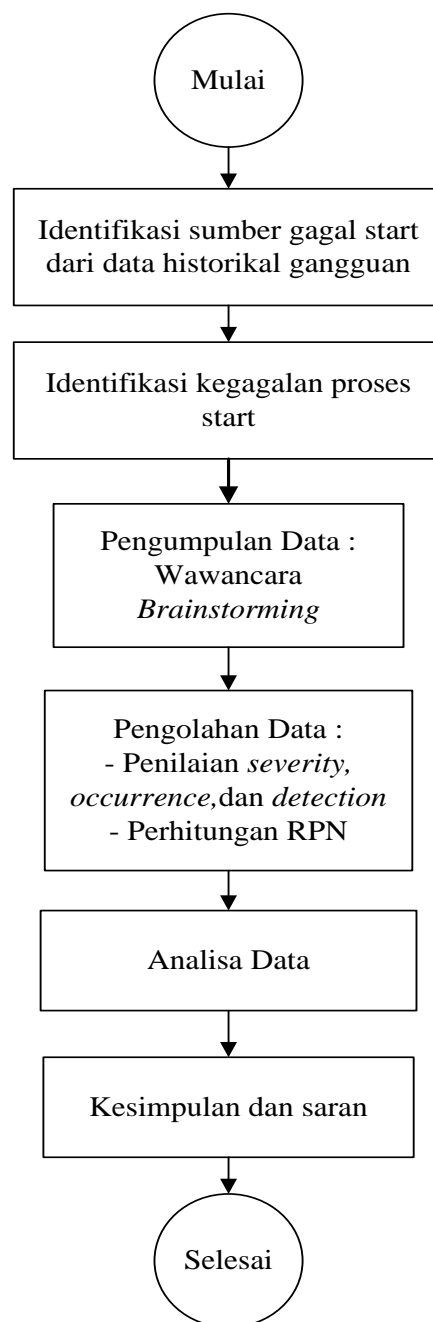 Mulai
Identifikasi sumber gagal start
dari data historikal gangguan
Identifikasi kegagalan proses
start
Pengumpulan Data :
Wawancara
Brainstorming
Pengolahan Data :
- Penilaian severity,
occurrence,dan detection
- Perhitungan RPN
Analisa Data
Kesimpulan dan saran
Selesai